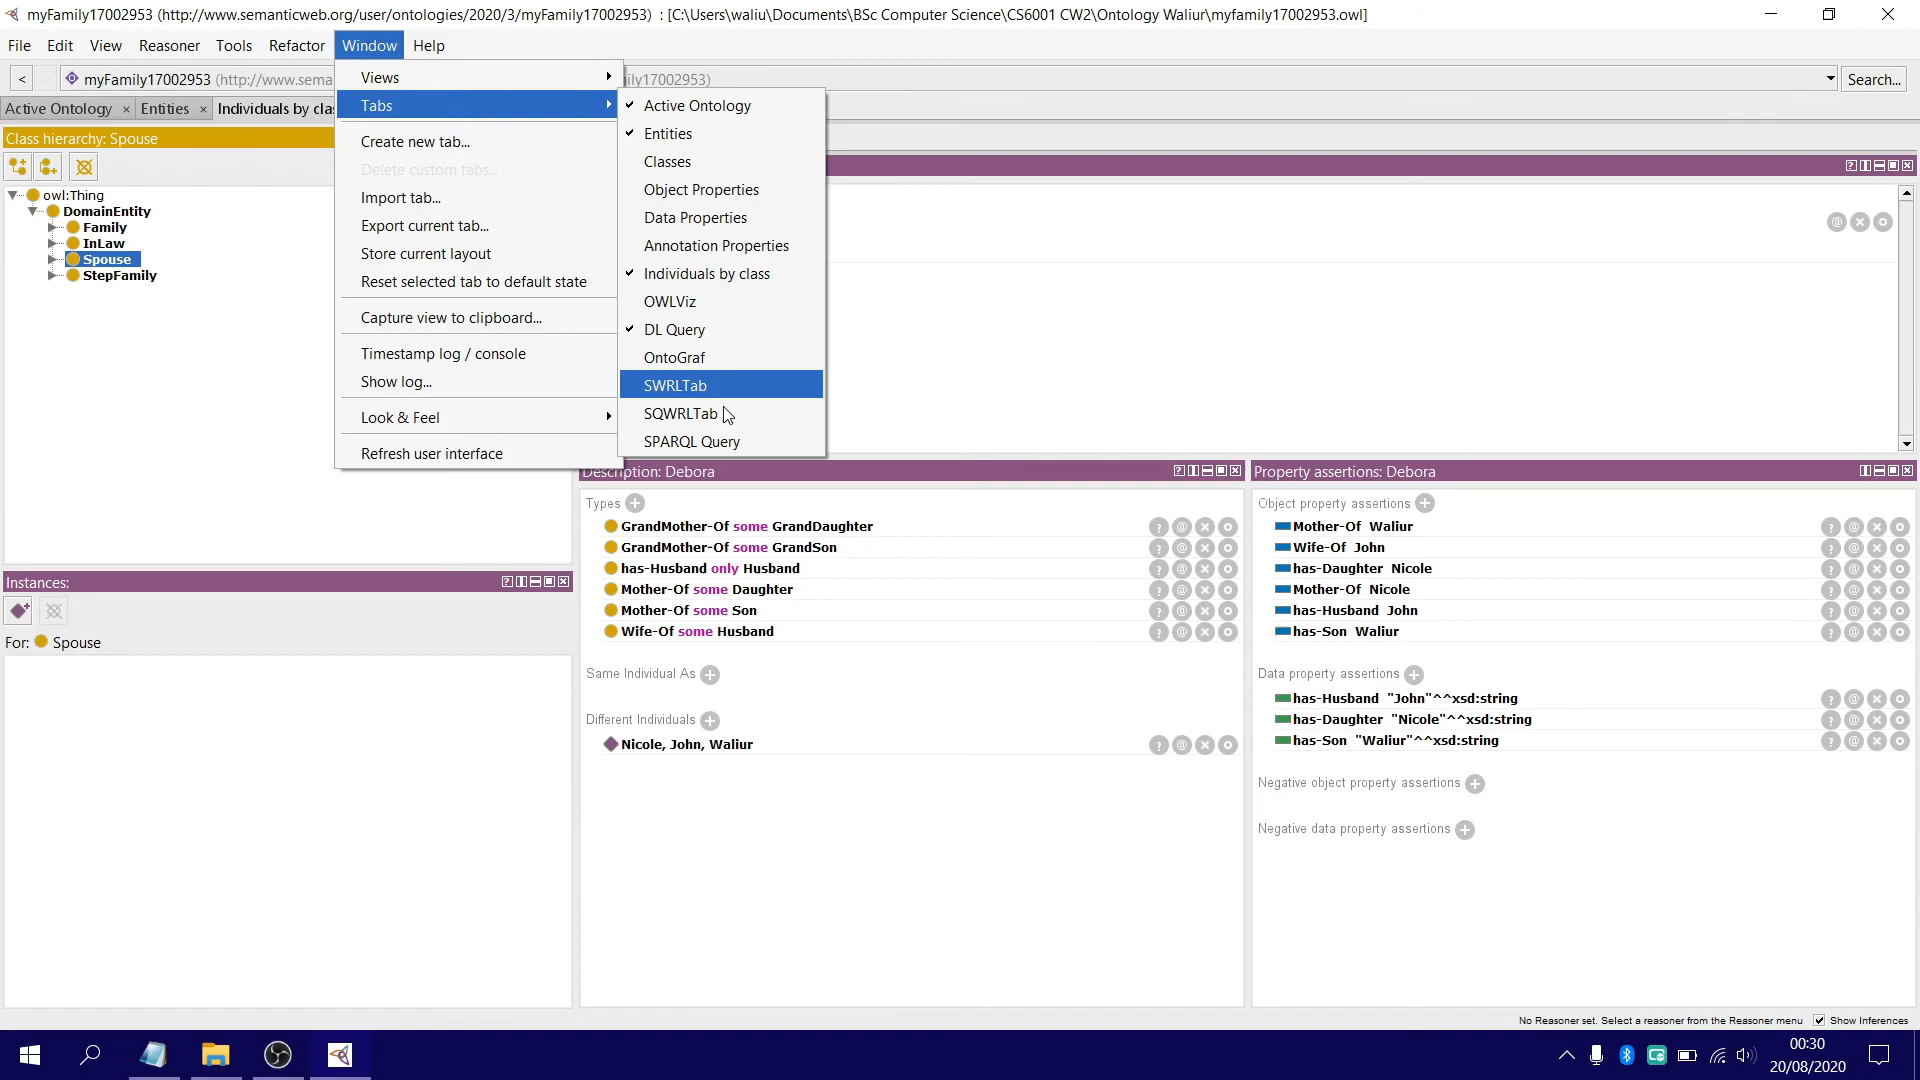 myFamily17002953 (http://www.semanticweb.org/user/ontologies/2020/3/myFamily17002953) : [C:\Users\waliu\Documents\BSc Computer Science\CS6001 CW2\Ontology Waliur\myfamily17002953.owl]
File Edit View Reasoner Tools Refactor Window Help
< myFamily17002953 (http://www.sema ily17002953) Search...
Active Ontology × Entities × Individuals by cla
Class hierarchy: Spouse
owl:Thing
DomainEntity
Family
InLaw
Spouse
StepFamily
Views
Tabs
Create new tab...
Delete custom tabs...
Import tab...
Export current tab...
Store current layout
Reset selected tab to default state
Capture view to clipboard...
Timestamp log / console
Show log...
Look & Feel
Refresh user interface
Active Ontology
Entities
Classes
Object Properties
Data Properties
Annotation Properties
Individuals by class
OWLViz
DL Query
OntoGraf
SWRLTab
SQWRLTab
SPARQL Query
Instances:
For: Spouse
Description: Debora
Types
GrandMother-Of some GrandDaughter
GrandMother-Of some GrandSon
has-Husband only Husband
Mother-Of some Daughter
Mother-Of some Son
Wife-Of some Husband
Same Individual As
Different Individuals
Nicole, John, Waliur
Property assertions: Debora
Object property assertions
Mother-Of Waliur
Wife-Of John
has-Daughter Nicole
Mother-Of Nicole
has-Husband John
has-Son Waliur
Data property assertions
has-Husband "John"^^xsd:string
has-Daughter "Nicole"^^xsd:string
has-Son "Waliur"^^xsd:string
Negative object property assertions
Negative data property assertions
No Reasoner set. Select a reasoner from the Reasoner menu Show Inferences
00:30
20/08/2020